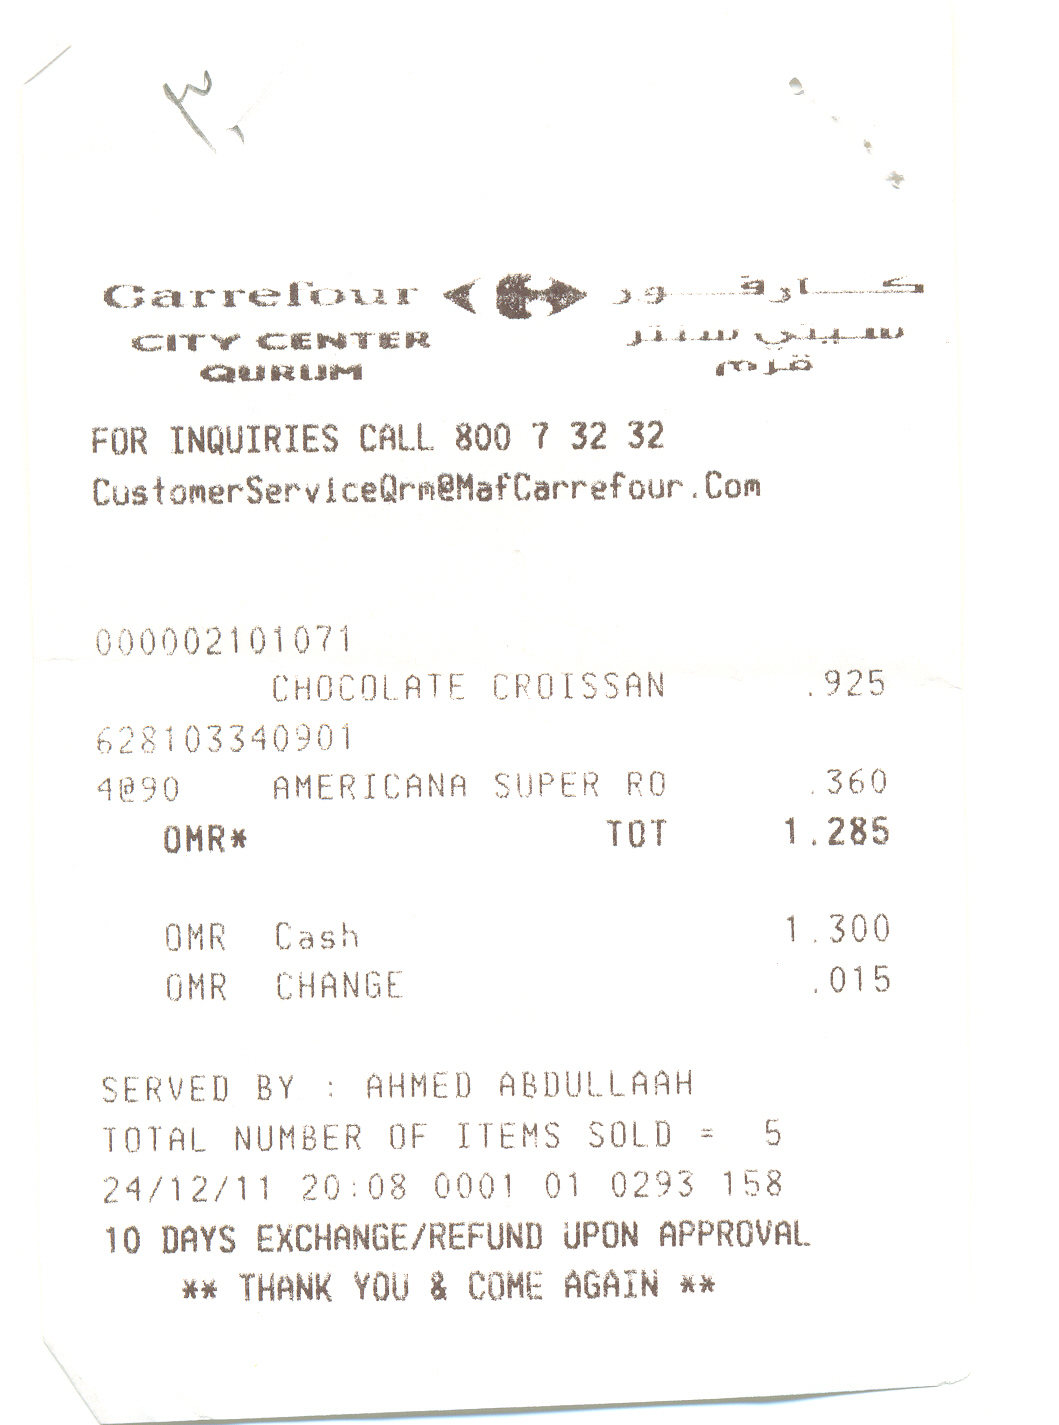 Carrefour كارفور
CITY CENTER سيتي سنتر
QURUM قرم
FOR INQUIRIES CALL 800 7 32 32
CustomerServiceQrm@MafCarrefour.Com
000002101071
CHOCOLATE CROISSAN .925
628103340901
4@90 AMERICANA SUPER RO .360
OMR* TOT 1.285
OMR Cash 1.300
OMR CHANGE .015
SERVED BY : AHMED ABDULLAAH
TOTAL NUMBER OF ITEMS SOLD = 5
24/12/11 20:08 0001 01 0293 158
10 DAYS EXCHANGE/REFUND UPON APPROVAL
** THANK YOU & COME AGAIN **